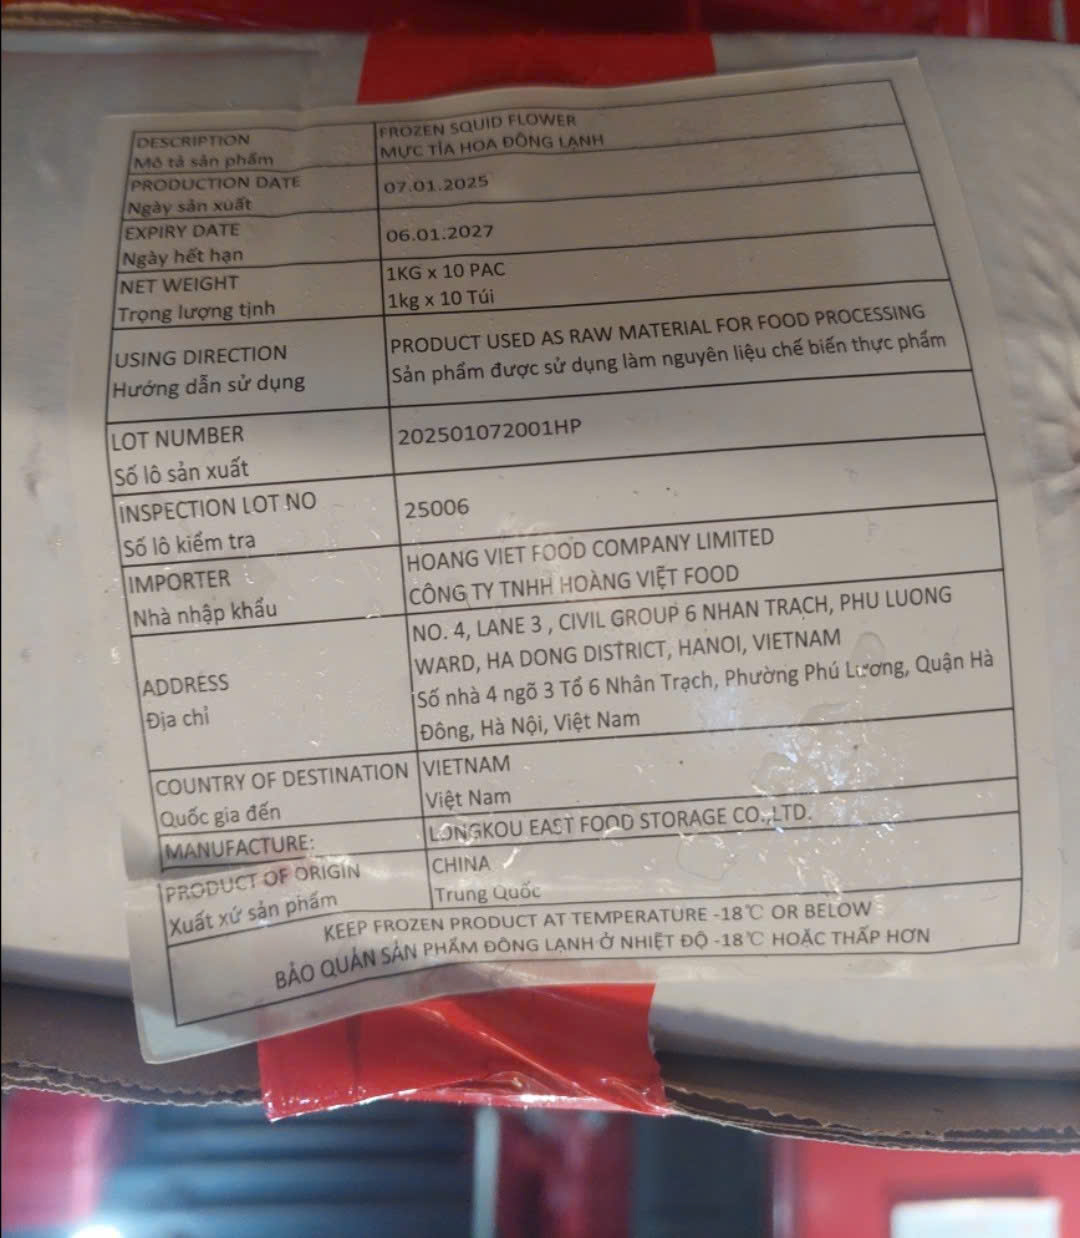 DESCRIPTION
Mô tả sản phẩm
FROZEN SQUID FLOWER
MỰC TỈA HOA ĐÔNG LẠNH
PRODUCTION DATE
Ngày sản xuất
07.01.2025
EXPIRY DATE
Ngày hết hạn
06.01.2027
NET WEIGHT
Trọng lượng tịnh
1KG x 10 PAC
1kg x 10 Túi
USING DIRECTION
Hướng dẫn sử dụng
PRODUCT USED AS RAW MATERIAL FOR FOOD PROCESSING
Sản phẩm được sử dụng làm nguyên liệu chế biến thực phẩm
LOT NUMBER
Số lô sản xuất
202501072001HP
INSPECTION LOT NO
Số lô kiểm tra
25006
IMPORTER
Nhà nhập khẩu
HOANG VIET FOOD COMPANY LIMITED
CÔNG TY TNHH HOÀNG VIỆT FOOD
ADDRESS
Địa chỉ
NO. 4, LANE 3 , CIVIL GROUP 6 NHAN TRACH, PHU LUONG
WARD, HA DONG DISTRICT, HANOI, VIETNAM
Số nhà 4 ngõ 3 Tổ 6 Nhân Trạch, Phường Phú Lương, Quận Hà
Đông, Hà Nội, Việt Nam
COUNTRY OF DESTINATION
Quốc gia đến
VIETNAM
Việt Nam
MANUFACTURE:
LONGKOU EAST FOOD STORAGE CO.,LTD.
PRODUCT OF ORIGIN
Xuất xứ sản phẩm
CHINA
Trung Quốc
KEEP FROZEN PRODUCT AT TEMPERATURE -18℃ OR BELOW
BẢO QUẢN SẢN PHẨM ĐÔNG LẠNH Ở NHIỆT ĐỘ -18℃ HOẶC THẤP HƠN